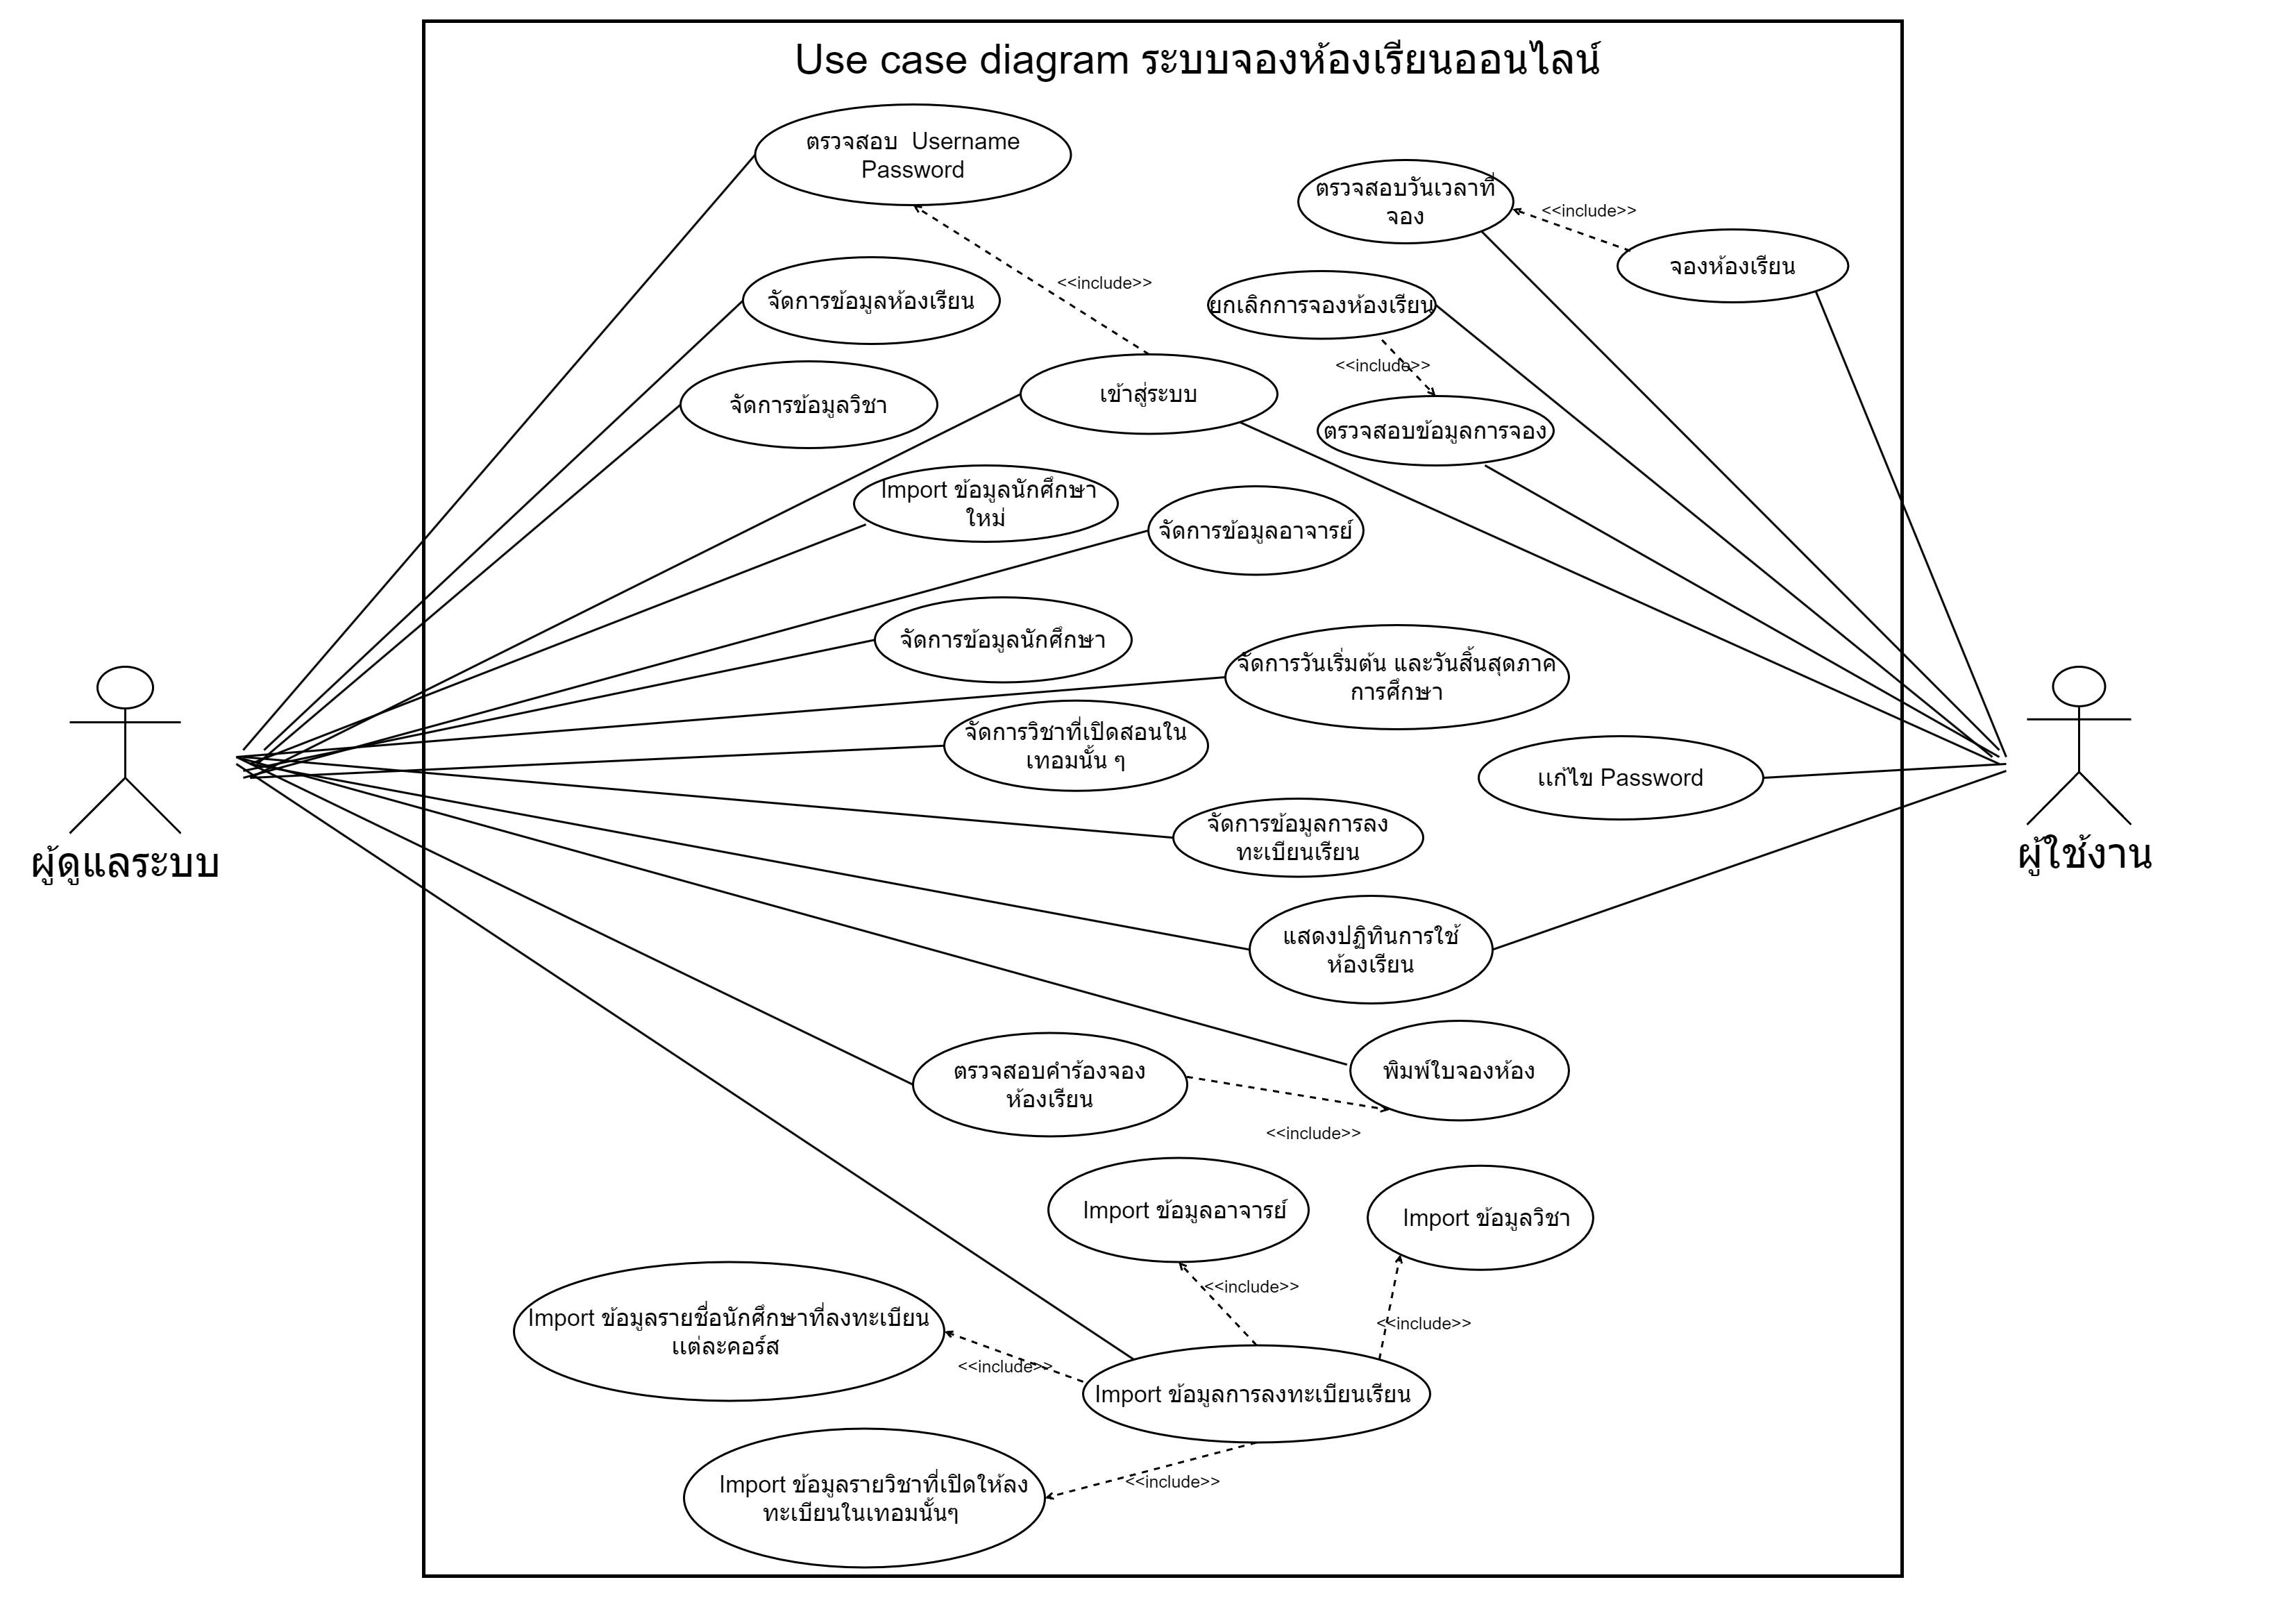 Use case diagram ระบบจองห้องเรียนออนไลน์
ตรวจสอบ  Username
Password
ตรวจสอบวันเวลาที่
จอง
<<include>>
จองห้องเรียน
<<include>>
จัดการข้อมูลห้องเรียน
ยกเลิกการจองห้องเรียน
<<include>>
จัดการข้อมูลวิชา
เข้าสู่ระบบ
ตรวจสอบข้อมูลการจอง
Import ข้อมูลนักศึกษา
ใหม่
จัดการข้อมูลอาจารย์
จัดการข้อมูลนักศึกษา
จัดการวันเริ่มต้น และวันสิ้นสุดภาค
การศึกษา
จัดการวิชาที่เปิดสอนใน
เทอมนั้น ๆ
แก้ไข Password
จัดการข้อมูลการลง
ทะเบียนเรียน
ผู้ดูแลระบบ
ผู้ใช้งาน
แสดงปฏิทินการใช้
ห้องเรียน
ตรวจสอบคำร้องจอง
ห้องเรียน
พิมพ์ใบจองห้อง
<<include>>
Import ข้อมูลอาจารย์
Import ข้อมูลวิชา
<<include>>
<<include>>
Import ข้อมูลรายชื่อนักศึกษาที่ลงทะเบียน
แต่ละคอร์ส
<<include>>
Import ข้อมูลการลงทะเบียนเรียน
<<include>>
Import ข้อมูลรายวิชาที่เปิดให้ลง
ทะเบียนในเทอมนั้นๆ